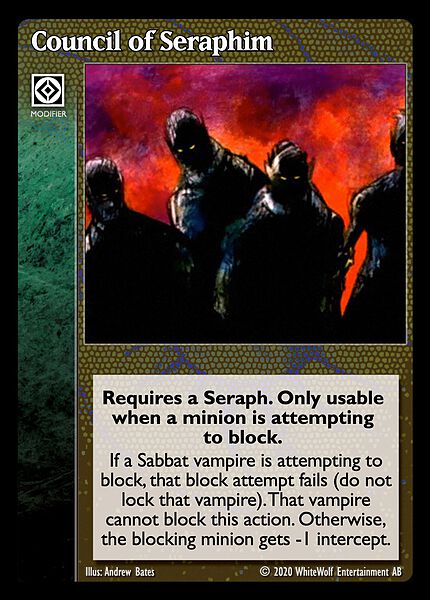 Council of Seraphim
MODIFIER
Requires a Seraph. Only usable
when a minion is attempting
to block.
If a Sabbat vampire is attempting to
block, that block attempt fails (do not
lock that vampire). That vampire
cannot block this action. Otherwise,
the blocking minion gets -1 intercept.
Illus: Andrew Bates
© 2020 WhiteWolf Entertainment AB